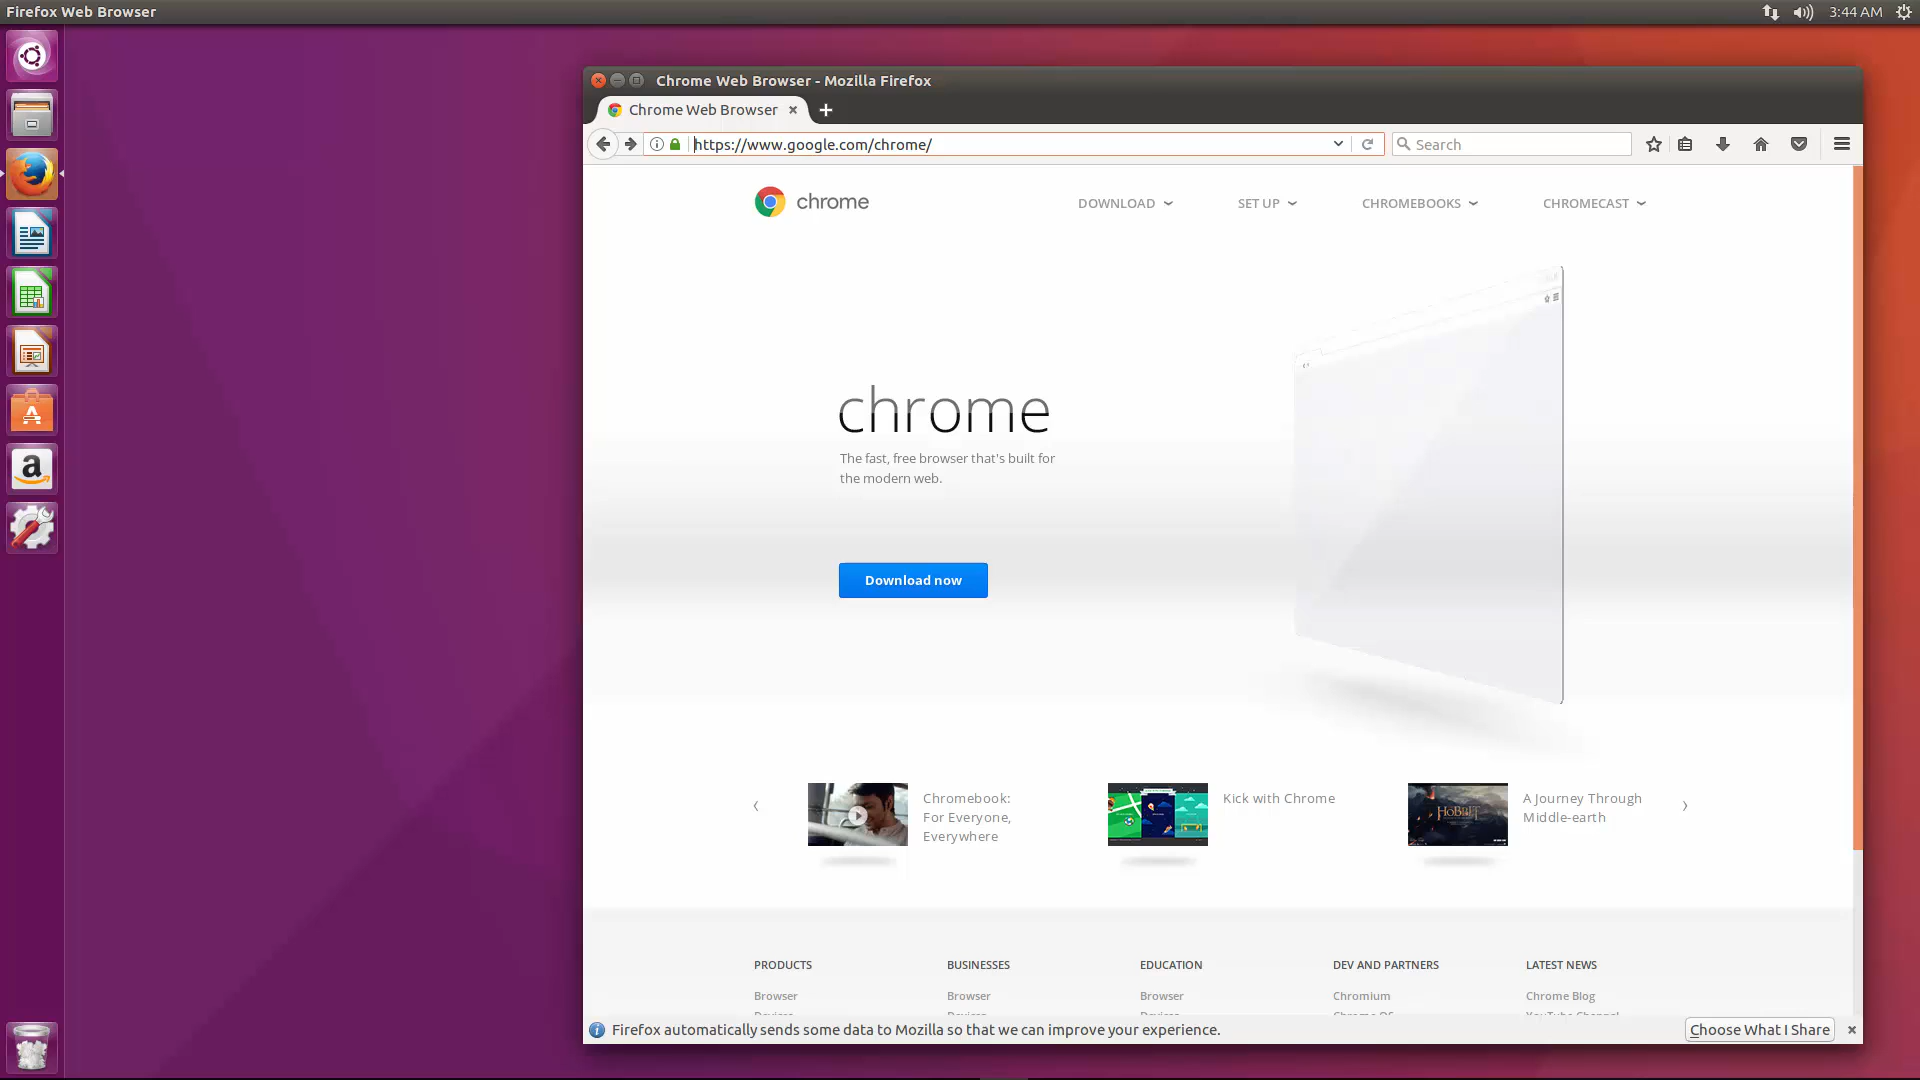 Firefox Web Browser
3:44 AM
Chrome Web Browser - Mozilla Firefox
Chrome Web Browser
https://www.google.com/chrome/
Search
chrome
DOWNLOAD
SET UP
CHROMEBOOKS
CHROMECAST
chrome
The fast, free browser that's built for
the modern web.
Download now
Chromebook:
For Everyone,
Everywhere
Kick with Chrome
HOBBIT
A Journey Through
Middle-earth
PRODUCTS
BUSINESSES
EDUCATION
DEV AND PARTNERS
LATEST NEWS
Browser
Browser
Browser
Chromium
Chrome Blog
Firefox automatically sends some data to Mozilla so that we can improve your experience.
Choose What I Share